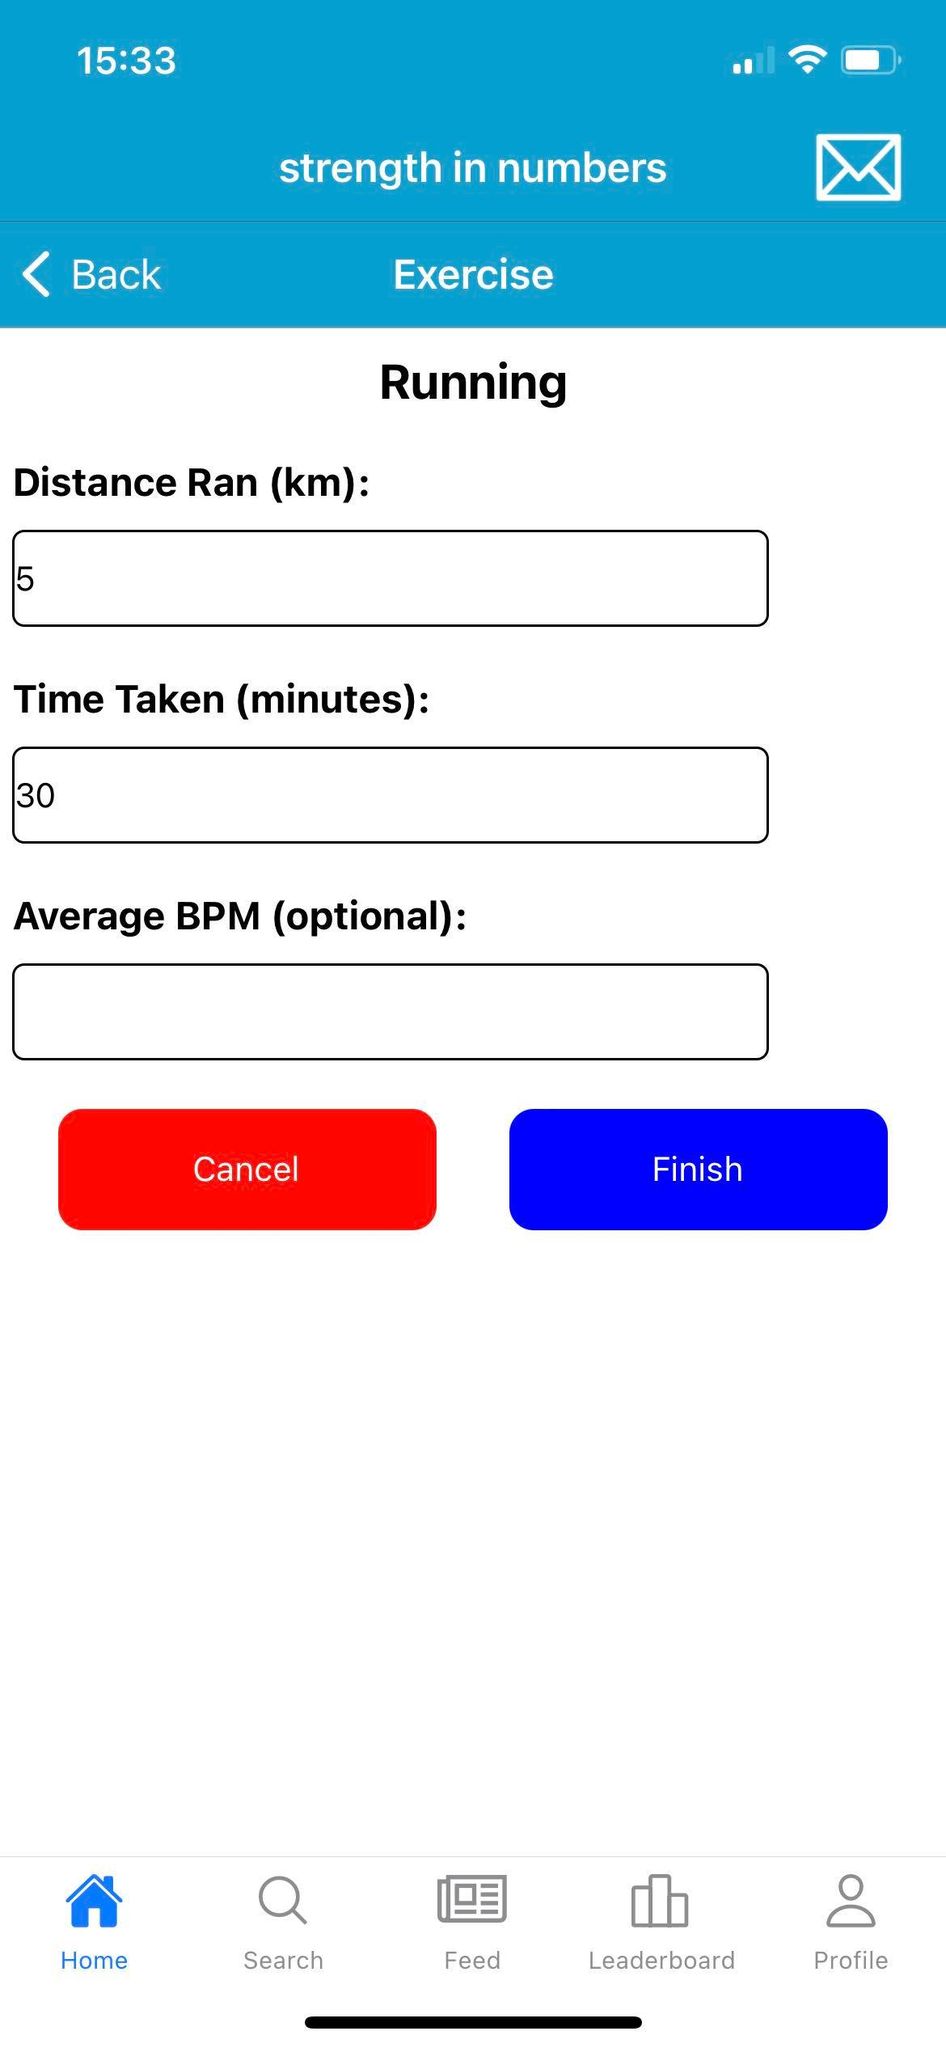 15:33
strength in numbers
Back Exercise
Running
Distance Ran (km):
5
Time Taken (minutes):
30
Average BPM (optional):
Cancel Finish
Home Search Feed Leaderboard Profile